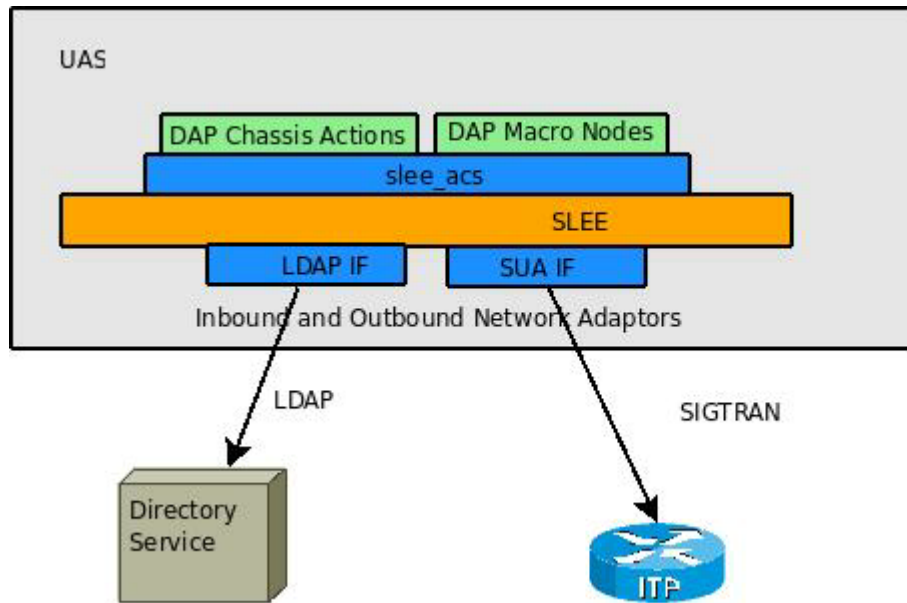 UAS
DAP Chassis Actions
DAP Macro Nodes
slee_acs
SLEE
LDAP IF
SUA IF
Inbound and Outbound Network Adaptors
LDAP
SIGTRAN
Directory
Service
ITP